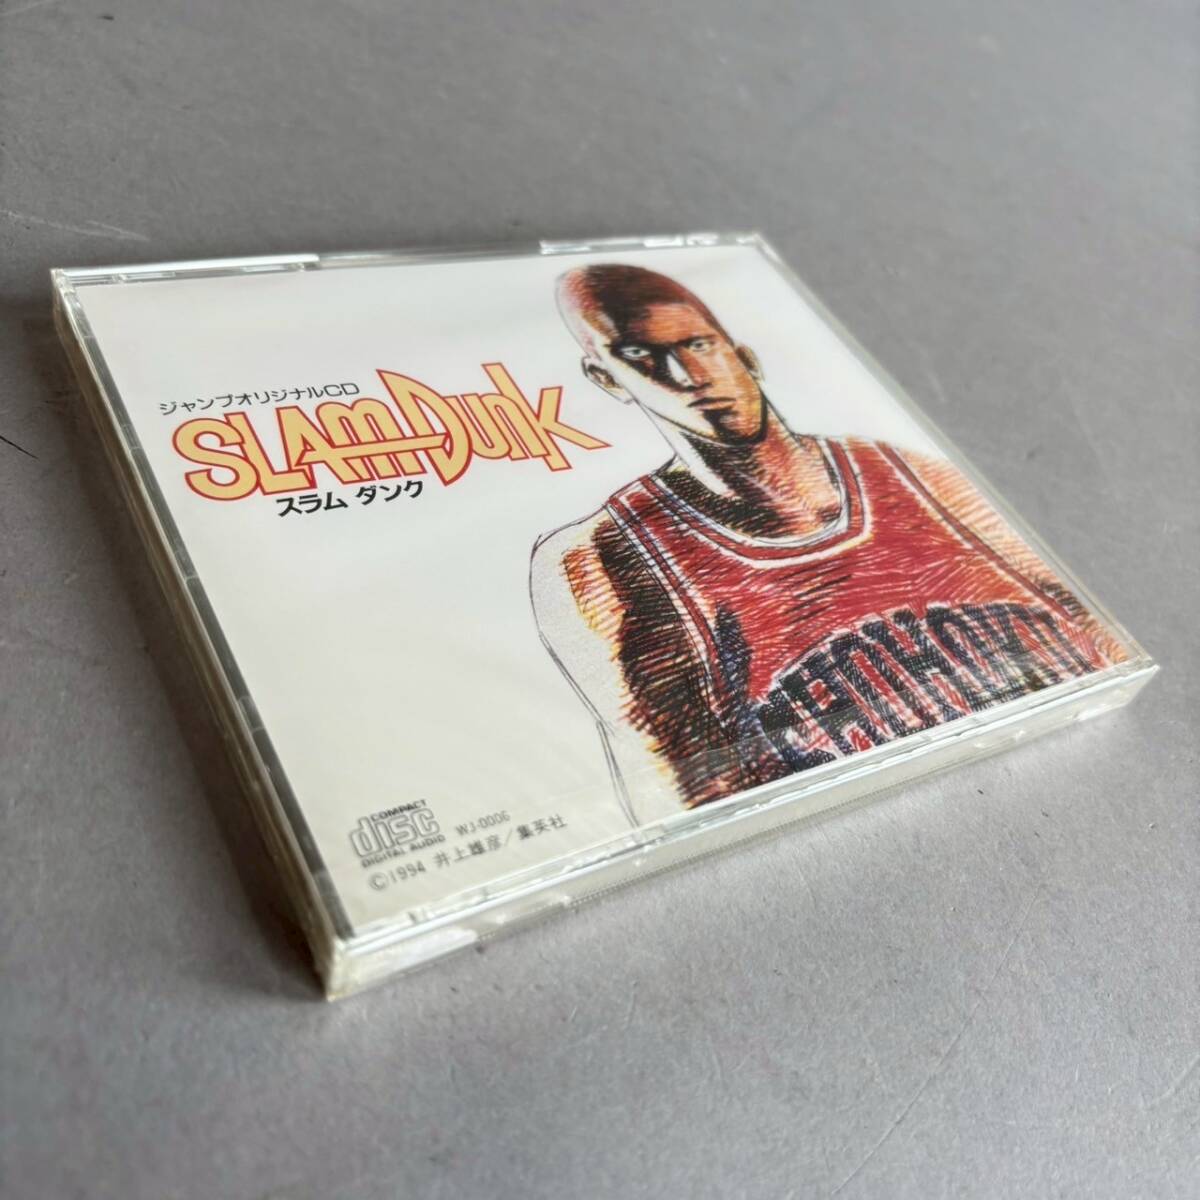 ジャンプオリジナルCD
SLAM DUNK
スラム ダンク
SHOHOKU
COMPACT
disc
DIGITAL AUDIO
WJ-0006
©1994 井上雄彦/集英社